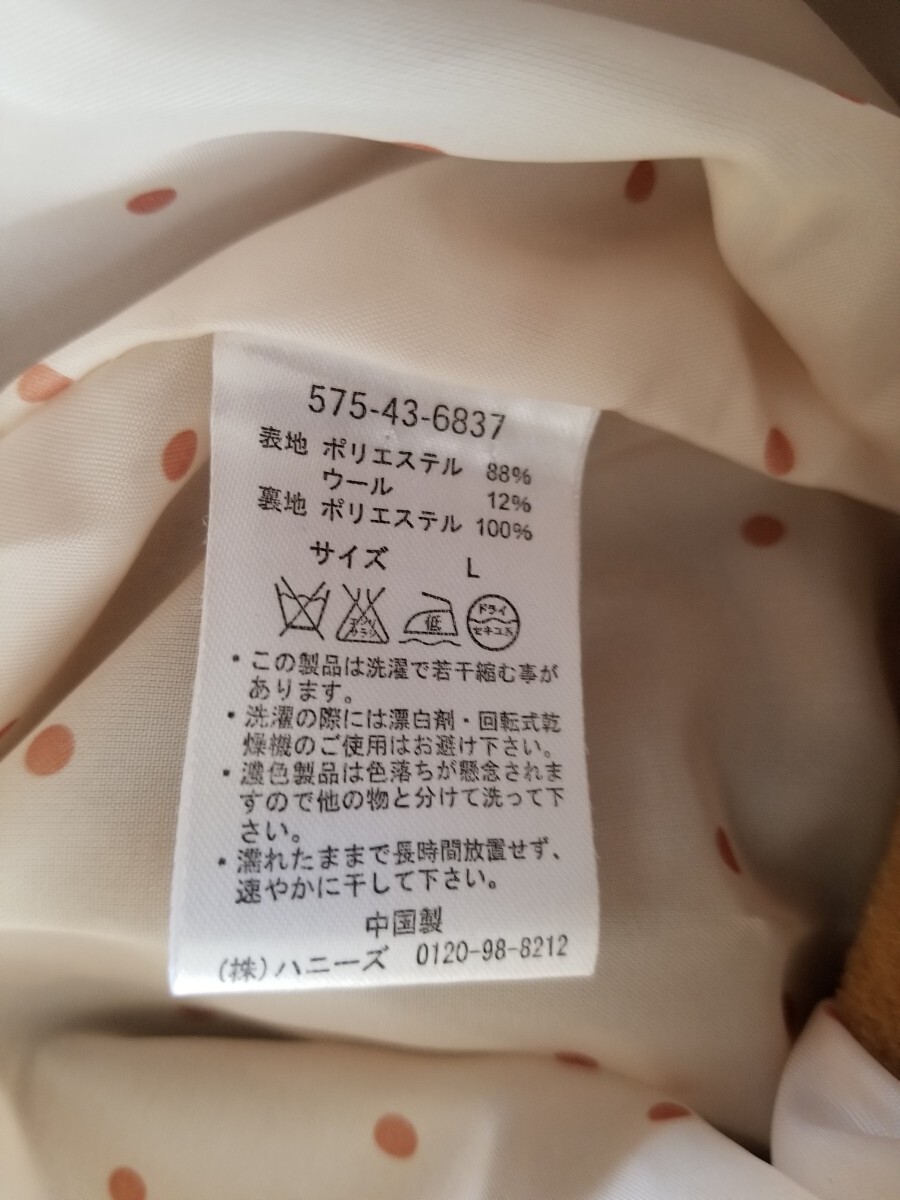 575-43-6837
表地 ポリエステル 88%
ウール 12%
裏地 ポリエステル 100%
サイズ L
エンソ サラシ 低 ドライ セキユ系
・この製品は洗濯で若干縮む事が
あります。
・洗濯の際には漂白剤・回転式乾
燥機のご使用はお避け下さい。
・濃色製品は色落ちが懸念されま
すので他の物と分けて洗って下
さい。
・濡れたままで長時間放置せず、
速やかに干して下さい。
中国製
(株)ハニーズ 0120-98-8212